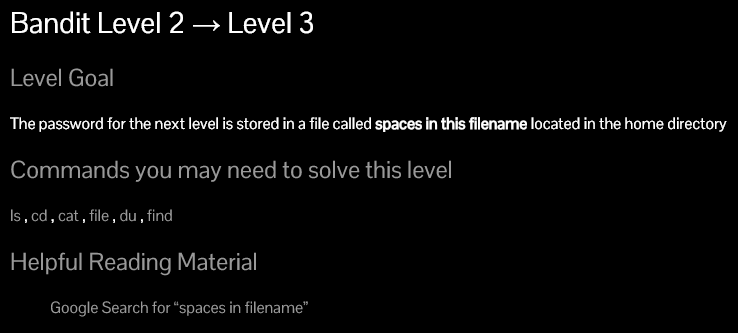 Bandit Level 2 → Level 3
Level Goal
The password for the next level is stored in a file called spaces in this filename located in the home directory
Commands you may need to solve this level
ls , cd , cat , file , du , find
Helpful Reading Material
Google Search for “spaces in filename”